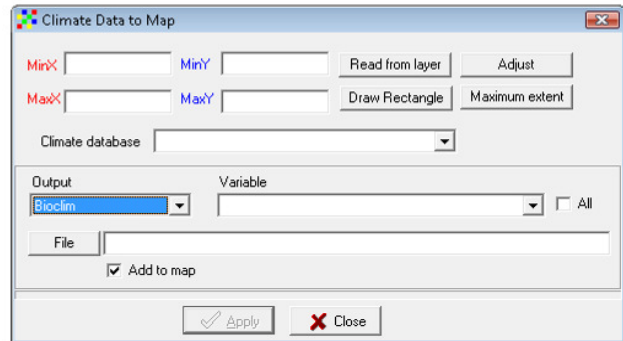 Climate Data to Map
MinX MinY Read from layer Adjust
MaxX MaxY Draw Rectangle Maximum extent
Climate database
Output Variable
Bioclim All
File
Add to map
Apply Close